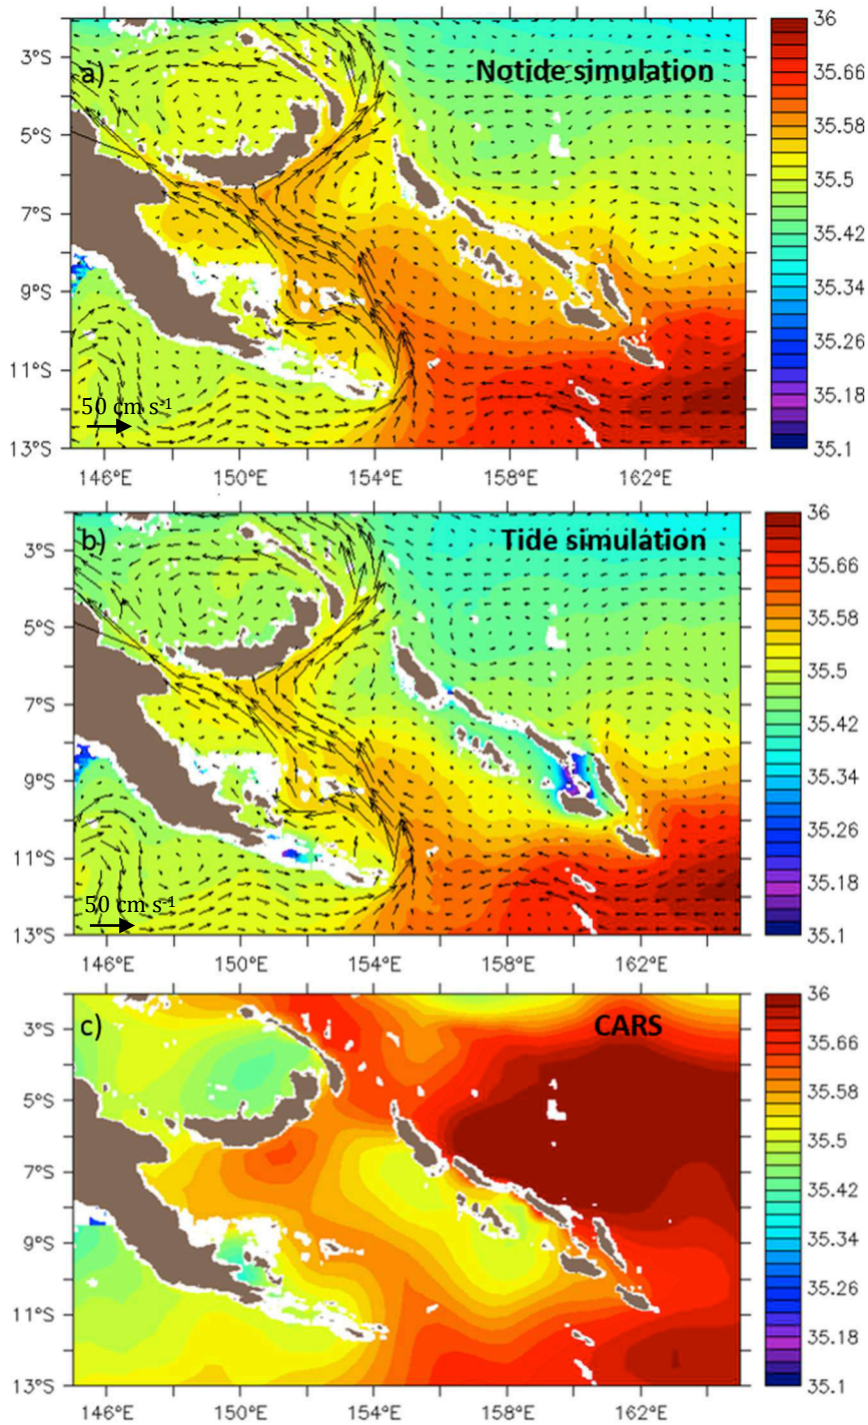 a)
Notide simulation
3°S
5°S
7°S
9°S
11°S
13°S
50 cm s-1
146°E 150°E 154°E 158°E 162°E
36
35.66
35.58
35.5
35.42
35.34
35.26
35.18
35.1
b)
Tide simulation
3°S
5°S
7°S
9°S
11°S
13°S
50 cm s-1
146°E 150°E 154°E 158°E 162°E
36
35.66
35.58
35.5
35.42
35.34
35.26
35.18
35.1
c)
CARS
3°S
5°S
7°S
9°S
11°S
13°S
146°E 150°E 154°E 158°E 162°E
36
35.66
35.58
35.5
35.42
35.34
35.26
35.18
35.1